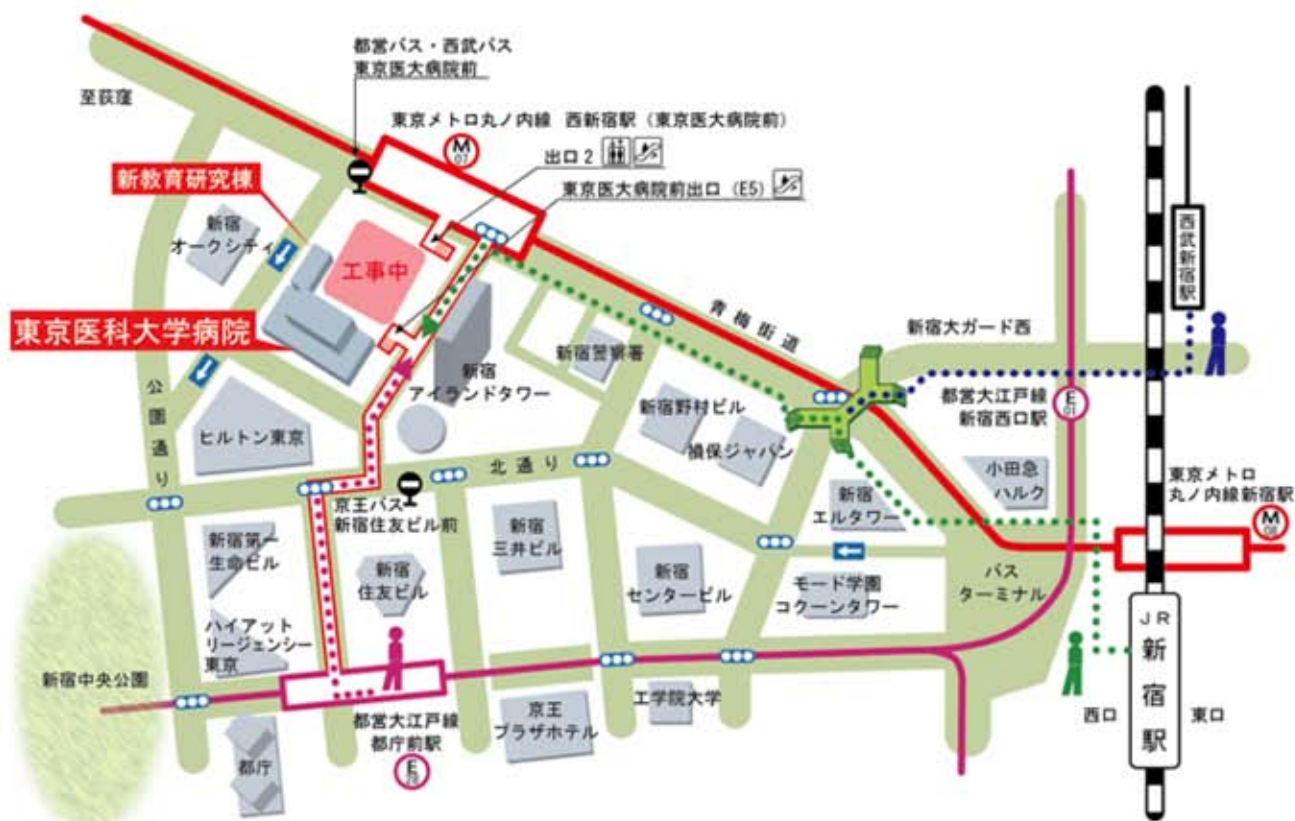 都営バス・西武バス
東京医大病院前
至荻窪
東京メトロ丸ノ内線 西新宿駅（東京医大病院前）
M
07
出口2
東京医大病院前出口（E5）
新教育研究棟
新宿
オークシティ
工事中
東京医科大学病院
公園通り
ヒルトン東京
新宿
アイランドタワー
新宿警察署
青梅街道
新宿大ガード西
西武新宿駅
新宿野村ビル
損保ジャパン
都営大江戸線
新宿西口駅
E
01
小田急
ハルク
東京メトロ
丸ノ内線新宿駅
M
08
北通り
京王バス
新宿住友ビル前
新宿
エルタワー
新宿第一
生命ビル
新宿
住友ビル
新宿
三井ビル
新宿
センタービル
モード学園
コクーンタワー
バス
ターミナル
ハイアット
リージェンシー
東京
新宿中央公園
JR
新宿駅
西口
東口
都営大江戸線
都庁前駅
E
28
都庁
京王
プラザホテル
工学院大学